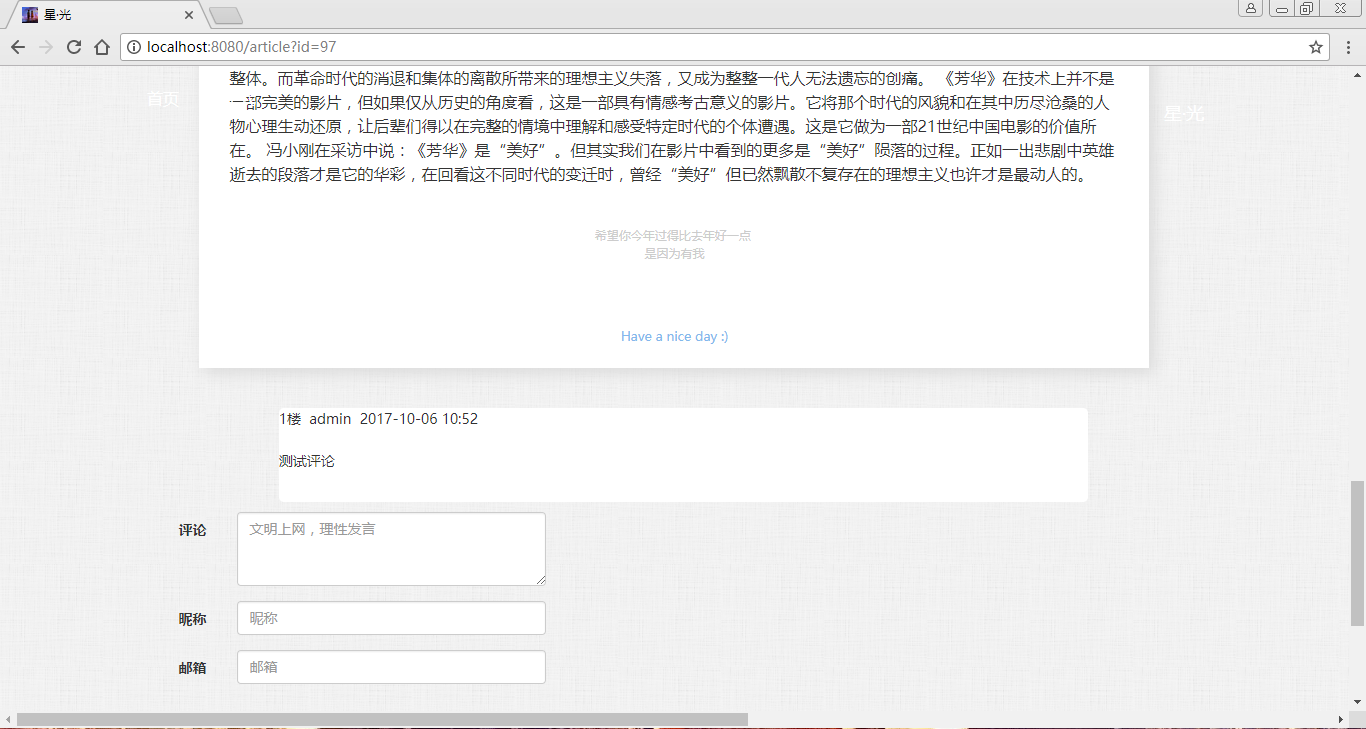 星·光
localhost:8080/article?id=97
整体。而革命时代的消退和集体的离散所带来的理想主义失落，又成为整整一代人无法遗忘的创痛。 《芳华》在技术上并不是
首页
一部完美的影片，但如果仅从历史的角度看，这是一部具有情感考古意义的影片。它将那个时代的风貌和在其中历尽沧桑的人
星·光
物心理生动还原，让后辈们得以在完整的情境中理解和感受特定时代的个体遭遇。这是它做为一部21世纪中国电影的价值所
在。 冯小刚在采访中说：《芳华》是“美好”。但其实我们在影片中看到的更多是“美好”陨落的过程。正如一出悲剧中英雄
逝去的段落才是它的华彩，在回看这不同时代的变迁时，曾经“美好”但已然飘散不复存在的理想主义也许才是最动人的。
希望你今年过得比去年好一点
是因为有我
Have a nice day :)
1楼 admin 2017-10-06 10:52
测试评论
评论
文明上网，理性发言
昵称
昵称
邮箱
邮箱